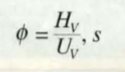 ϕ = H_V / U_V, s